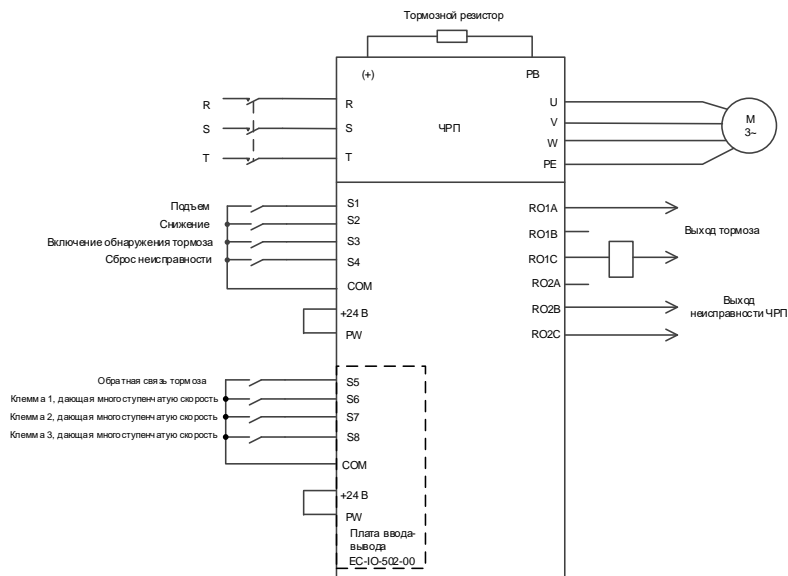 Тормозной резистор
(+)
PB
R
R
S
S
T
T
ЧРП
U
V
W
PE
M
3~
Подъем
S1
Снижение
S2
Включение обнаружения тормоза
S3
Сброс неисправности
S4
COM
+24 В
PW
RO1A
RO1B
Выход тормоза
RO1C
RO2A
RO2B
Выход
неисправности ЧРП
RO2C
Обратная связь тормоза
S5
Клемма 1, дающая многоступенчатую скорость
S6
Клемма 2, дающая многоступенчатую скорость
S7
Клемма 3, дающая многоступенчатую скорость
S8
COM
+24 В
PW
Плата ввода-
вывода
EC-IO-502-00